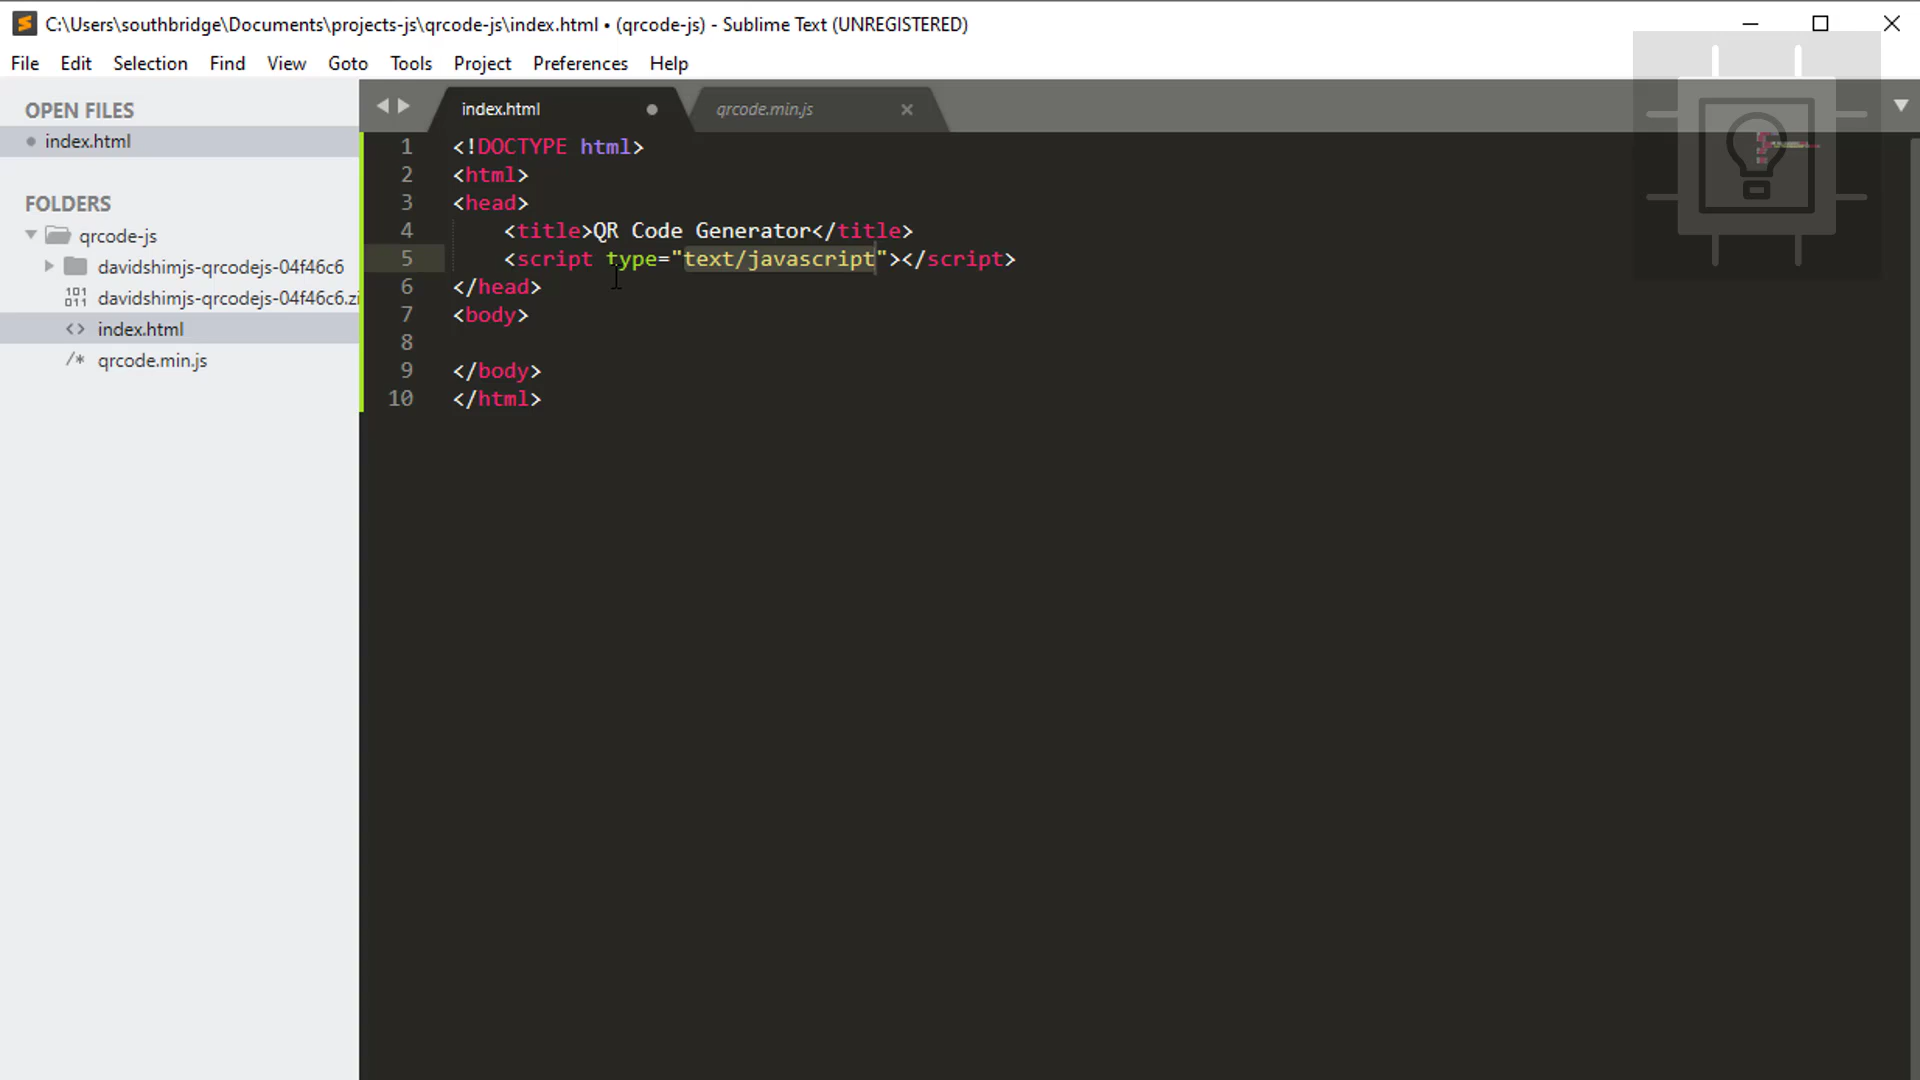 C:\Users\southbridge\Documents\projects-js\qrcode-js\index.html • (qrcode-js) - Sublime Text (UNREGISTERED)
File Edit Selection Find View Goto Tools Project Preferences Help
OPEN FILES
index.html
FOLDERS
qrcode-js
davidshimjs-qrcodejs-04f46c6
davidshimjs-qrcodejs-04f46c6.zi
index.html
/* qrcode.min.js
index.html qrcode.min.js
1 <!DOCTYPE html>
2 <html>
3 <head>
4 <title>QR Code Generator</title>
5 <script type="text/javascript"></script>
6 </head>
7 <body>
8
9 </body>
10 </html>